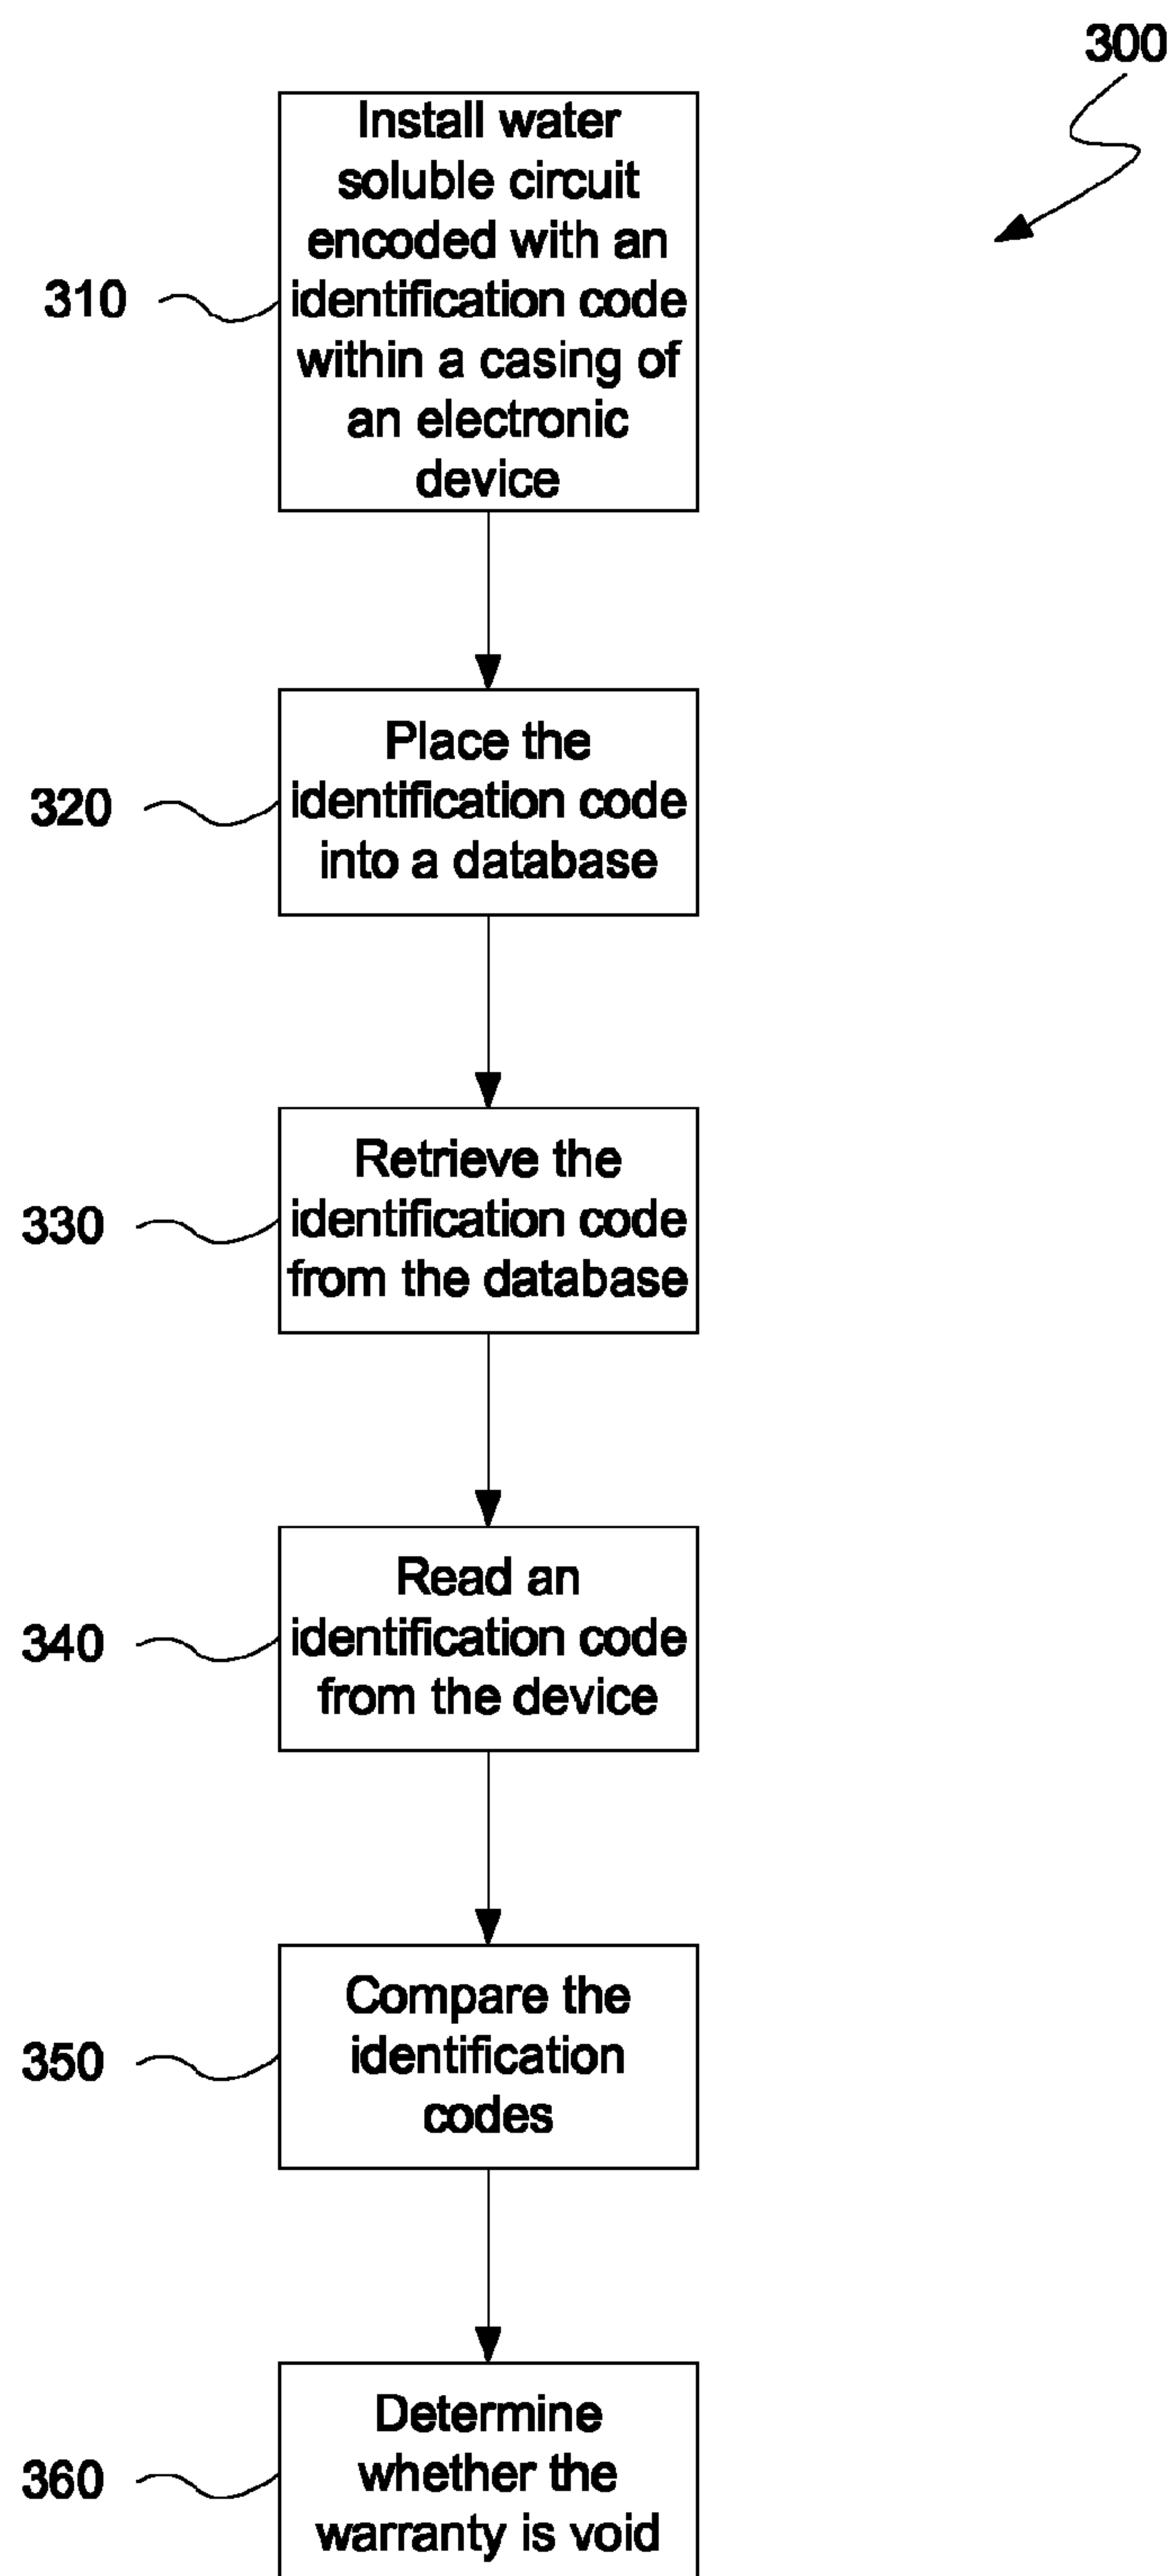 300
Install water
soluble circuit
encoded with an
310
identification code
within a casing of
an electronic
device
Place the
320
identification code
into a database
Retrieve the
330
identification code
from the database
Read an
340
identification code
from the device
Compare the
350
identification
codes
Determine
360
whether the
warranty is void